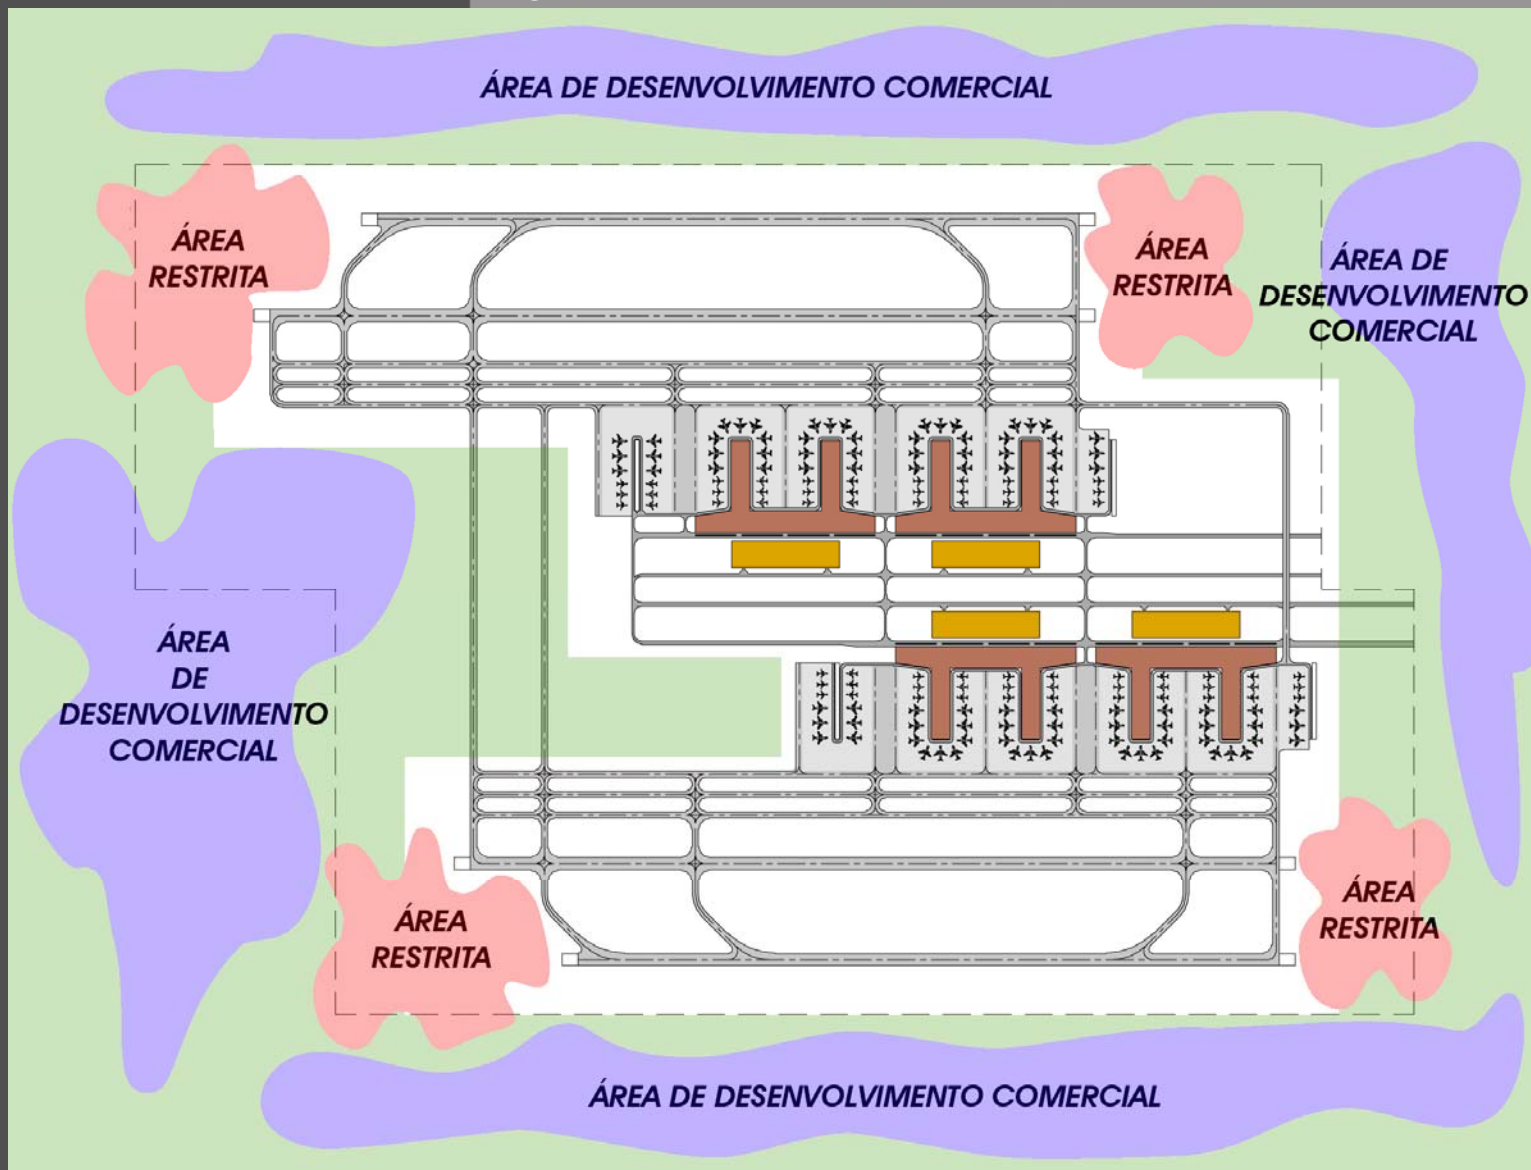 ÁREA DE DESENVOLVIMENTO COMERCIAL
ÁREA
RESTRITA
ÁREA
RESTRITA
ÁREA DE
DESENVOLVIMENTO
COMERCIAL
ÁREA
DE
DESENVOLVIMENTO
COMERCIAL
ÁREA
RESTRITA
ÁREA
RESTRITA
ÁREA DE DESENVOLVIMENTO COMERCIAL